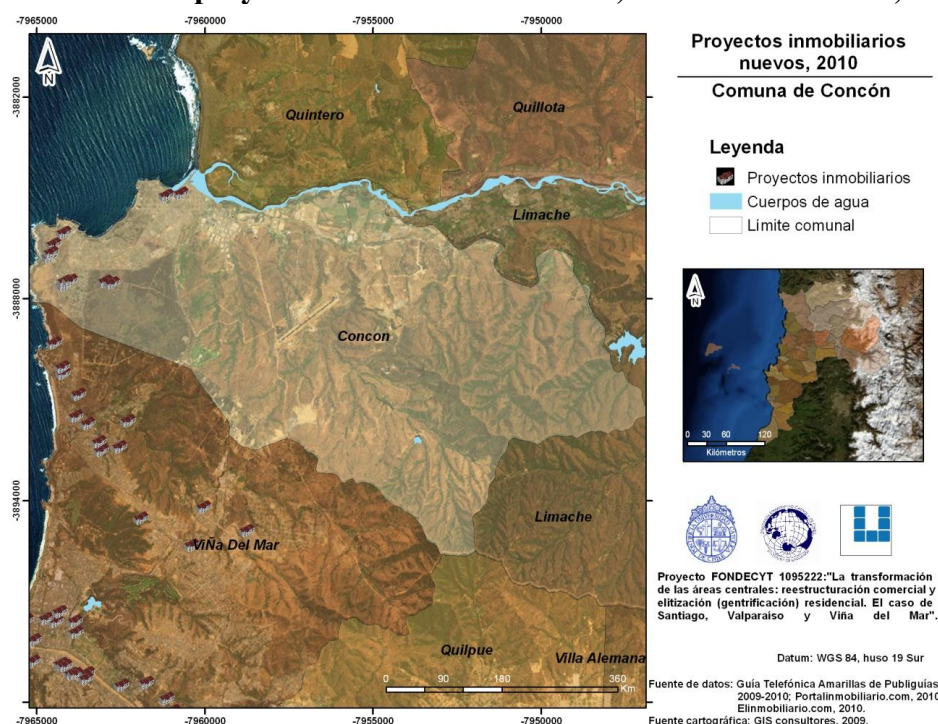 -7965000 -7960000 -7955000 -7950000
Proyectos inmobiliarios
nuevos, 2010
Comuna de Concón
N
-3882000
Quintero
Quillota
Leyenda
Proyectos inmobiliarios
Cuerpos de agua
Limite comunal
Limache
-3888000
Concon
N
0 30 60 120
Kilómetros
-3894000
Limache
ViÑa Del Mar
Proyecto FONDECYT 1095222:"La transformación
de las áreas centrales: reestructuración comercial y
elitización (gentrificación) residencial. El caso de
Santiago, Valparaíso y Viña del Mar".
Quilpue
Villa Alemana
Datum: WGS 84, huso 19 Sur
0 90 180 360
Km
Fuente de datos: Guía Telefónica Amarillas de Publiguías
2009-2010; Portalinmobiliario.com, 2010
Elinmobiliario.com, 2010.
Fuente cartográfica: GIS consultores, 2009.
-7965000 -7960000 -7955000 -7950000